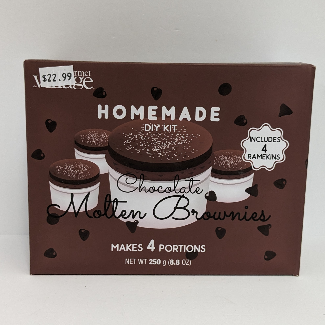 $22.99
Village
HOMEMADE
DIY KIT
INCLUDES
4
RAMEKINS
Chocolate
Molten Brownies
MAKES 4 PORTIONS
NET WT 250 g (8.8 OZ)